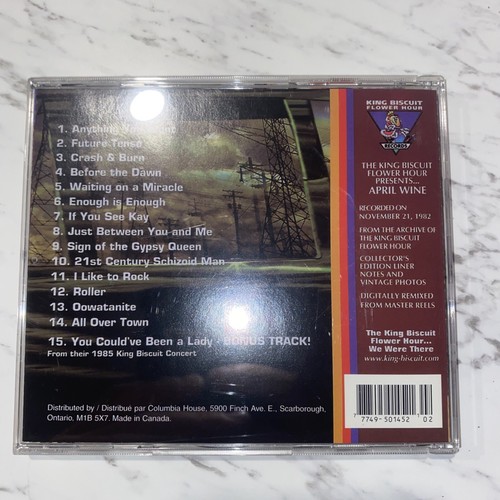 1. Anything You Want
2. Future Tense
3. Crash & Burn
4. Before the Dawn
5. Waiting on a Miracle
6. Enough is Enough
7. If You See Kay
8. Just Between You and Me
9. Sign of the Gypsy Queen
10. 21st Century Schizoid Man
11. I Like to Rock
12. Roller
13. Oowatanite
14. All Over Town
15. You Could've Been a Lady - BONUS TRACK!
From their 1985 King Biscuit Concert
Distributed by / Distribué par Columbia House, 5900 Finch Ave. E., Scarborough,
Ontario, M1B 5X7. Made in Canada.
KING BISCUIT
FLOWER HOUR
RECORDS
THE KING BISCUIT
FLOWER HOUR
PRESENTS...
APRIL WINE
RECORDED ON
NOVEMBER 21, 1982
FROM THE ARCHIVE OF
THE KING BISCUIT
FLOWER HOUR
COLLECTOR'S
EDITION LINER
NOTES AND
VINTAGE PHOTOS
DIGITALLY REMIXED
FROM MASTER REELS
The King Biscuit
Flower Hour...
We Were There
www.king-biscuit.com
7749-501452 02